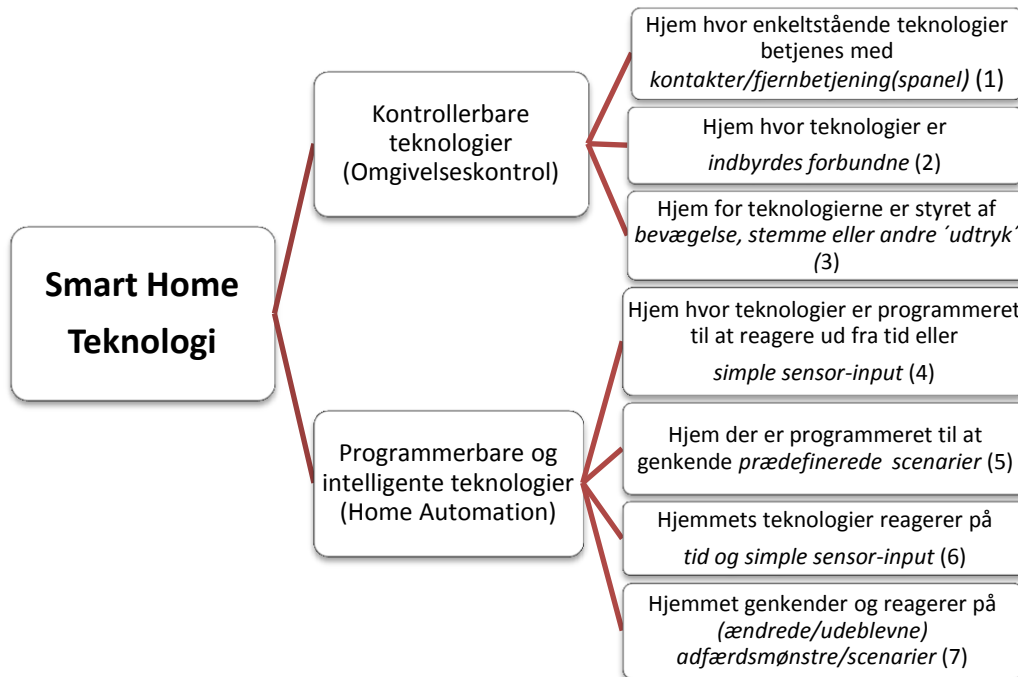 Smart Home
Teknologi
Kontrollerbare
teknologier
(Omgivelseskontrol)
Hjem hvor enkeltstående teknologier
betjenes med
kontakter/fjernbetjening(spanel) (1)
Hjem hvor teknologier er
indbyrdes forbundne (2)
Hjem for teknologierne er styret af
bevægelse, stemme eller andre ´udtryk´
(3)
Programmerbare og
intelligente teknologier
(Home Automation)
Hjem hvor teknologier er programmeret
til at reagere ud fra tid eller
simple sensor-input (4)
Hjem der er programmeret til at
genkende prædefinerede scenarier (5)
Hjemmets teknologier reagerer på
tid og simple sensor-input (6)
Hjemmet genkender og reagerer på
(ændrede/udeblevne)
adfærdsmønstre/scenarier (7)